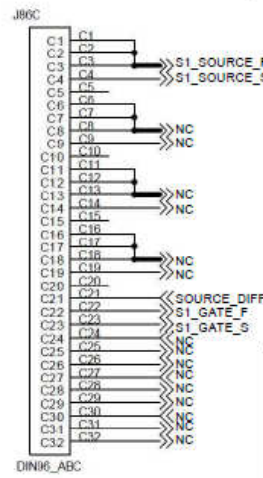 J86C
C1 C1
C2 C2
C3 C3 S1_SOURCE_F
C4 C4 S1_SOURCE_S
C5 C5
C6 C6
C7 C7
C8 C8 NC
C9 C9 NC
C10 C10
C11 C11
C12 C12
C13 C13 NC
C14 C14 NC
C15 C15
C16 C16
C17 C17
C18 C18 NC
C19 C19 NC
C20 C20
C21 C21 SOURCE_DIFF
C22 C22 S1_GATE_F
C23 C23 S1_GATE_S
C24 C24 NC
C25 C25 NC
C26 C26 NC
C27 C27 NC
C28 C28 NC
C29 C29 NC
C30 C30 NC
C31 C31 NC
C32 C32 NC
DIN96_ABC